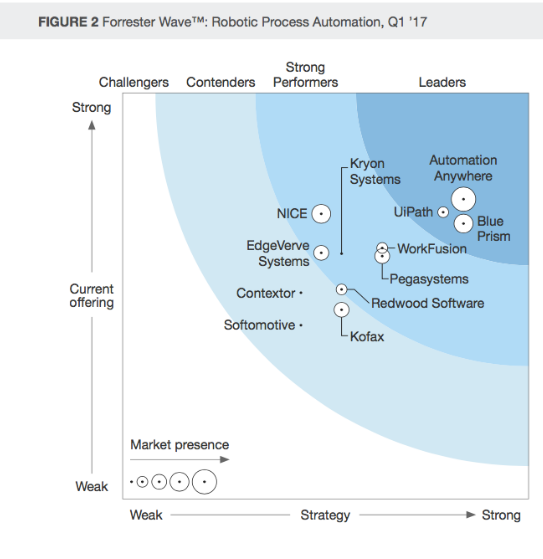 FIGURE 2 Forrester Wave™: Robotic Process Automation, Q1 ’17
Challengers
Contenders
Strong
Performers
Leaders
Strong
Kryon
Systems
Automation
Anywhere
NICE
UiPath
Blue
Prism
EdgeVerve
Systems
WorkFusion
Pegasystems
Current
offering
Contextor
Redwood Software
Softomotive
Kofax
Market presence
Weak
Weak
Strategy
Strong